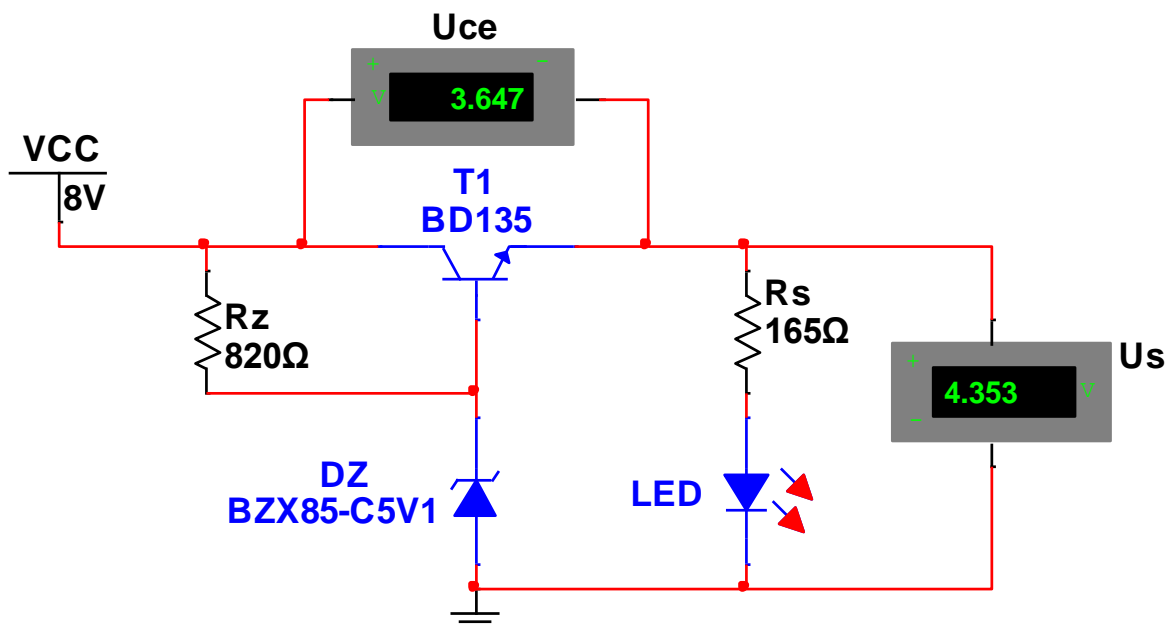 Uce
+ −
V 3.647
VCC
8V
T1
BD135
Rz
820Ω
Rs
165Ω
Us
+
4.353 V
−
DZ
BZX85-C5V1
LED